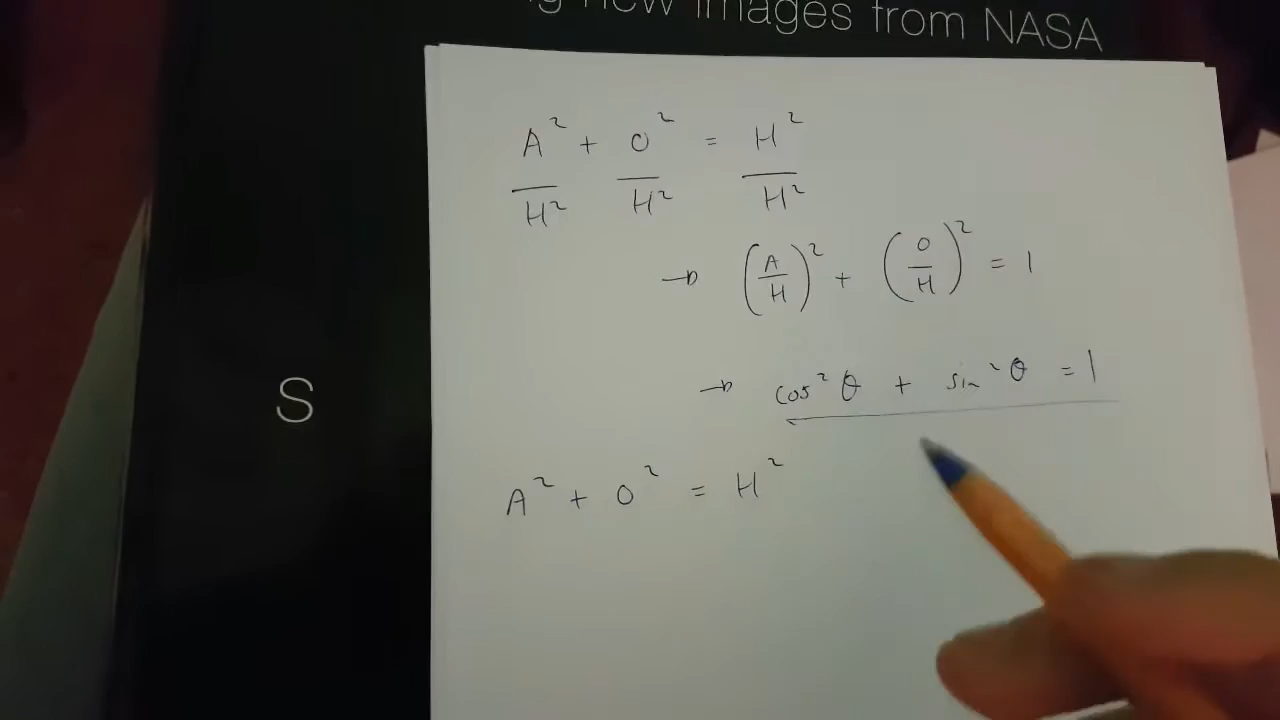 new images from NASA
A² + O² = H²
H² H² H²
→ (A/H)² + (O/H)² = 1
→ cos²θ + sin²θ = 1
S
A² + O² = H²